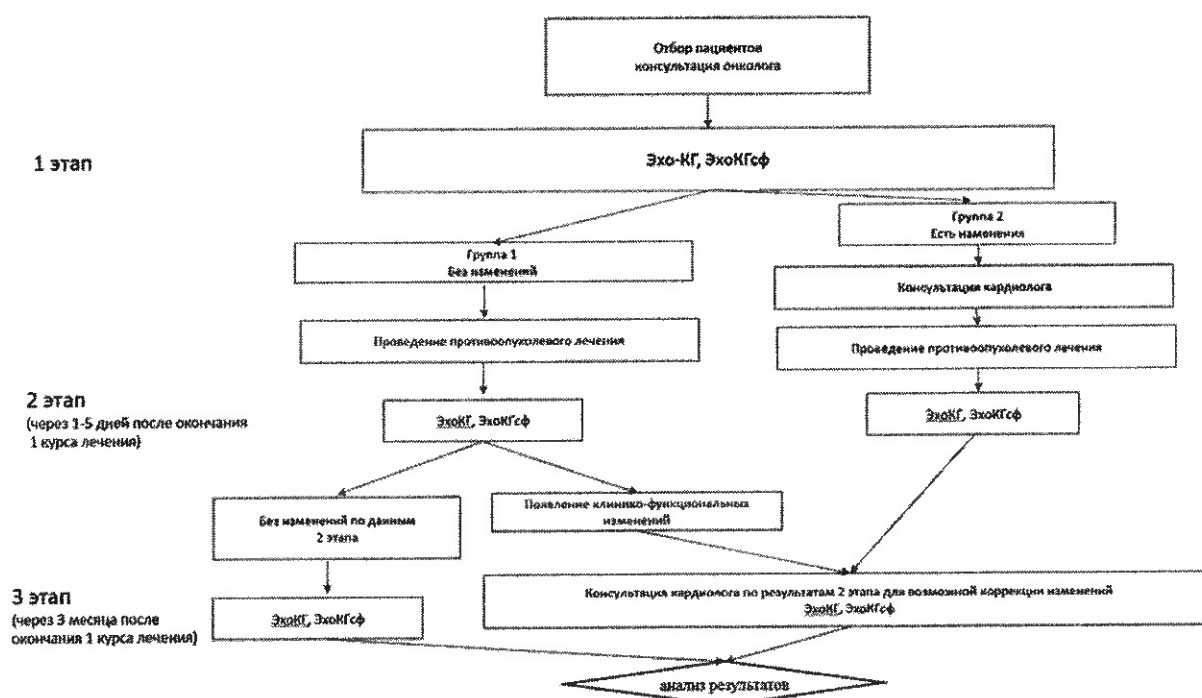 Отбор пациентов
консультация онколога
1 этап
Эхо-КГ, ЭхоКГсф
Группа 2
Есть изменения
Группа 1
Без изменений
Консультация кардиолога
Проведение противоопухолевого лечения
Проведение противоопухолевого лечения
2 этап
(через 1-5 дней после окончания
1 курса лечения)
ЭхоКГ, ЭхоКГсф
ЭхоКГ, ЭхоКГсф
Без изменений по данным
2 этапа
Появление клинико-функциональных
изменений
3 этап
(через 3 месяца после
окончания 1 курса лечения)
ЭхоКГ, ЭхоКГсф
Консультация кардиолога по результатам 2 этапа для возможной коррекции изменений
ЭхоКГ, ЭхоКГсф
анализ результатов